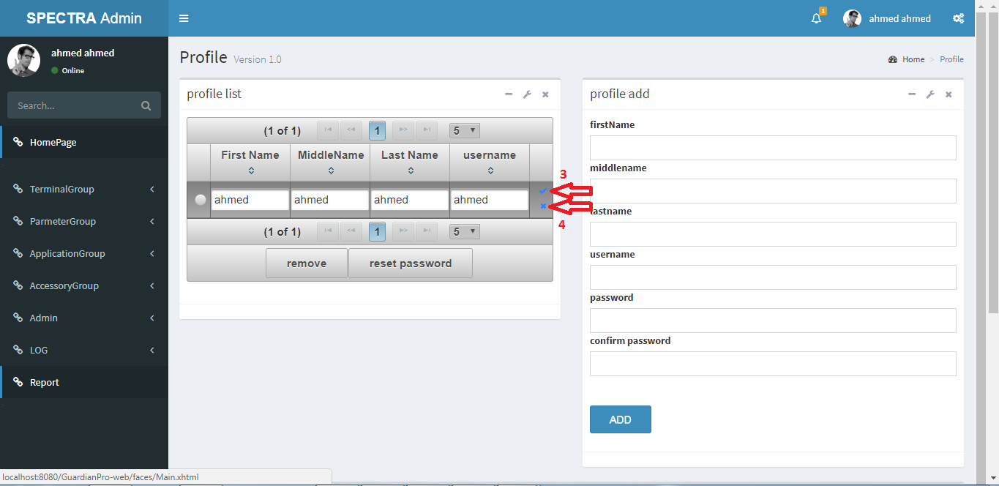 SPECTRA Admin
1
ahmed ahmed
ahmed ahmed
Online
Search...
HomePage
TerminalGroup
ParmeterGroup
ApplicationGroup
AccessoryGroup
Admin
LOG
Report
Profile Version 1.0
Home > Profile
profile list
(1 of 1) 1 5
First Name MiddleName Last Name username
ahmed ahmed ahmed ahmed
3
4
(1 of 1) 1 5
remove reset password
profile add
firstName
middlename
lastname
username
password
confirm password
ADD
localhost:8080/GuardianPro-web/faces/Main.xhtml